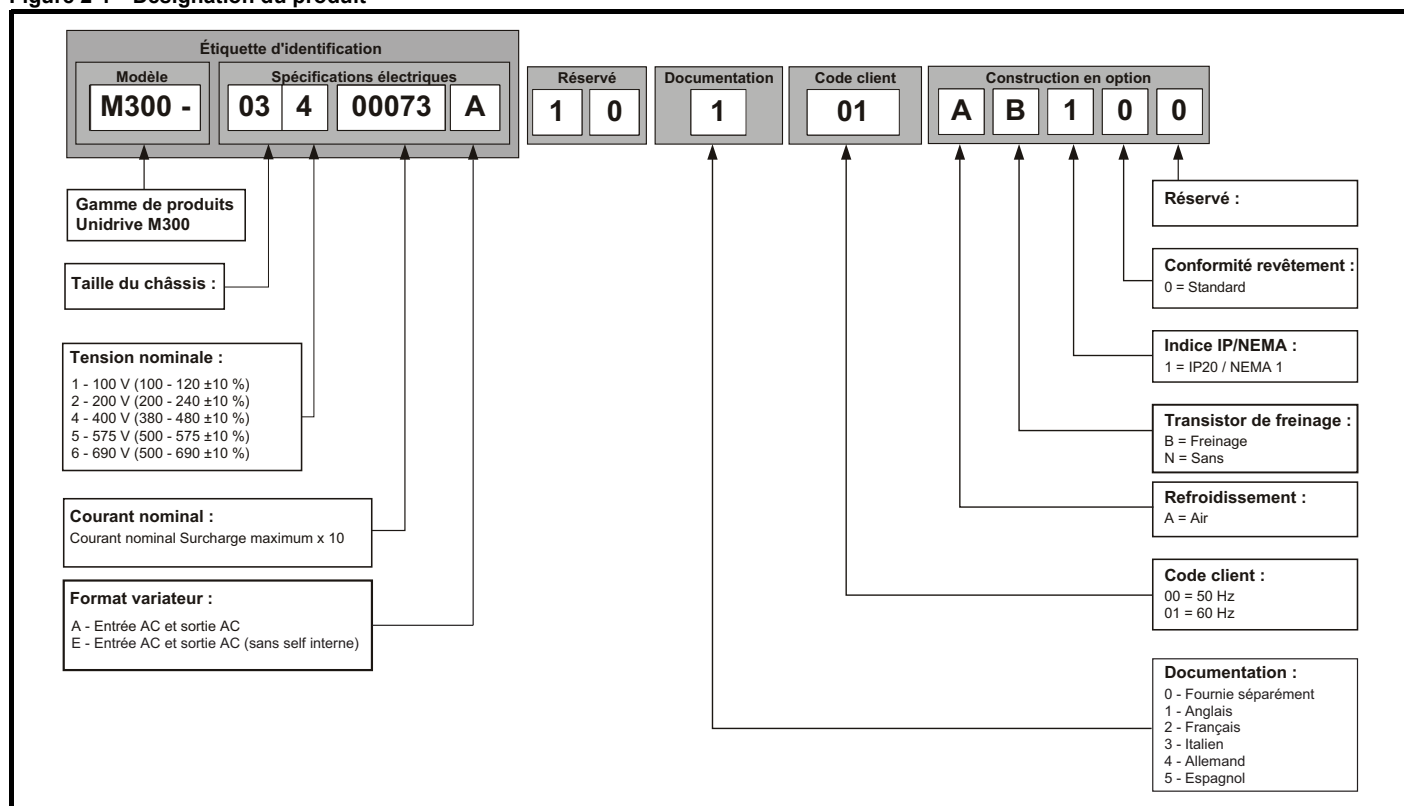 Figure 2-1 Désignation du produit
Étiquette d'identification
Modèle
Spécifications électriques
Réservé
Documentation
Code client
Construction en option
M300 -
03
4
00073
A
1
0
1
01
A
B
1
0
0
Gamme de produits
Unidrive M300
Taille du châssis :
Tension nominale :
1 - 100 V (100 - 120 ±10 %)
2 - 200 V (200 - 240 ±10 %)
4 - 400 V (380 - 480 ±10 %)
5 - 575 V (500 - 575 ±10 %)
6 - 690 V (500 - 690 ±10 %)
Courant nominal :
Courant nominal Surcharge maximum x 10
Format variateur :
A - Entrée AC et sortie AC
E - Entrée AC et sortie AC (sans self interne)
Réservé :
Conformité revêtement :
0 = Standard
Indice IP/NEMA :
1 = IP20 / NEMA 1
Transistor de freinage :
B = Freinage
N = Sans
Refroidissement :
A = Air
Code client :
00 = 50 Hz
01 = 60 Hz
Documentation :
0 - Fournie séparément
1 - Anglais
2 - Français
3 - Italien
4 - Allemand
5 - Espagnol